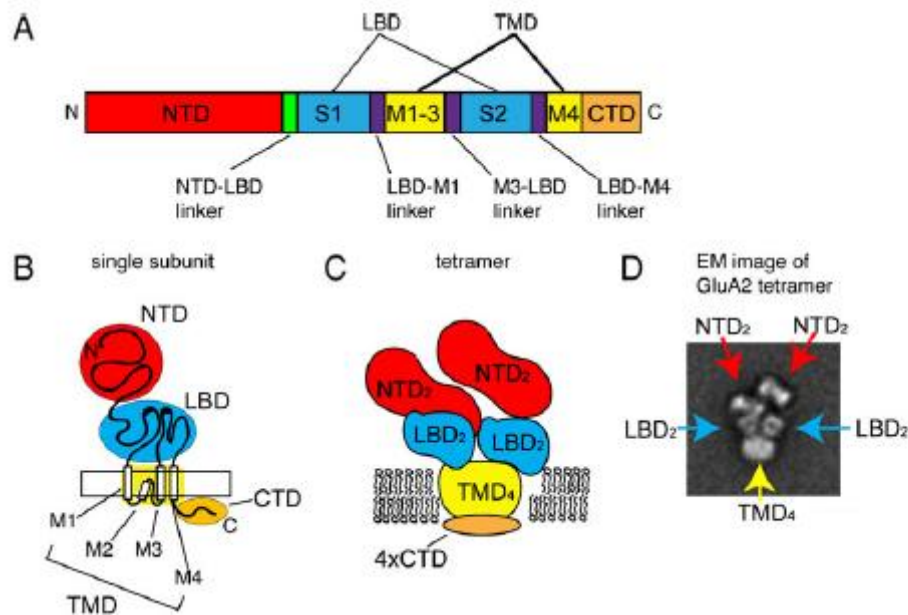 A
LBD
TMD
N
NTD
S1
M1-3
S2
M4
CTD
C
NTD-LBD
linker
LBD-M1
linker
M3-LBD
linker
LBD-M4
linker
B
single subunit
NTD
N
LBD
CTD
C
M1
M2
M3
M4
TMD
C
tetramer
NTD₂
NTD₂
LBD₂
LBD₂
TMD₄
4xCTD
D
EM image of
GluA2 tetramer
NTD₂
NTD₂
LBD₂
LBD₂
TMD₄